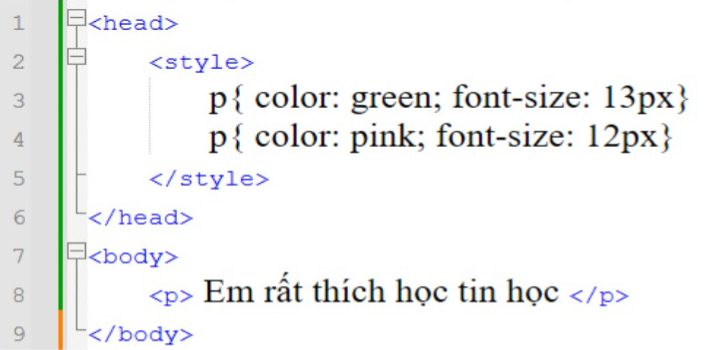 1 <head>
2 <style>
3 p{ color: green; font-size: 13px}
4 p{ color: pink; font-size: 12px}
5 </style>
6 </head>
7 <body>
8 <p> Em rất thích học tin học </p>
9 </body>